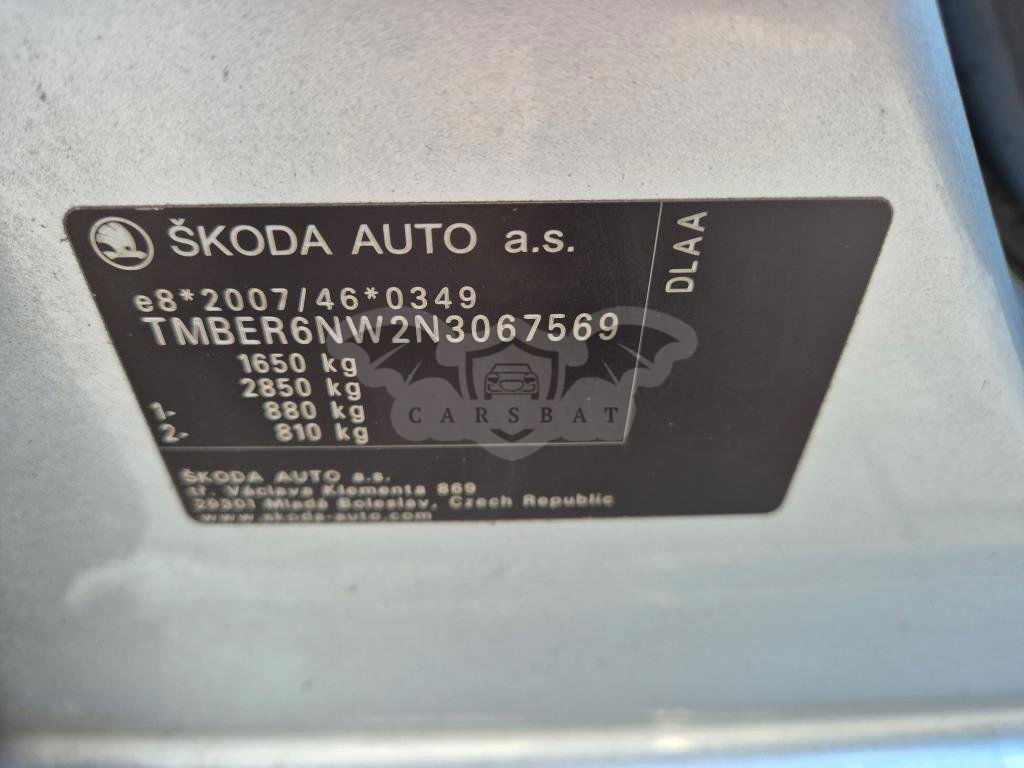 ŠKODA AUTO a.s.
DLAA
e8*2007/46*0349
TMBER6NW2N3067569
1650 kg
2850 kg
1- 880 kg
2- 810 kg
CARSBAT
ŠKODA AUTO a.s.
tř. Václava Klementa 869
29301 Mladá Boleslav, Czech Republic
www.skoda-auto.com